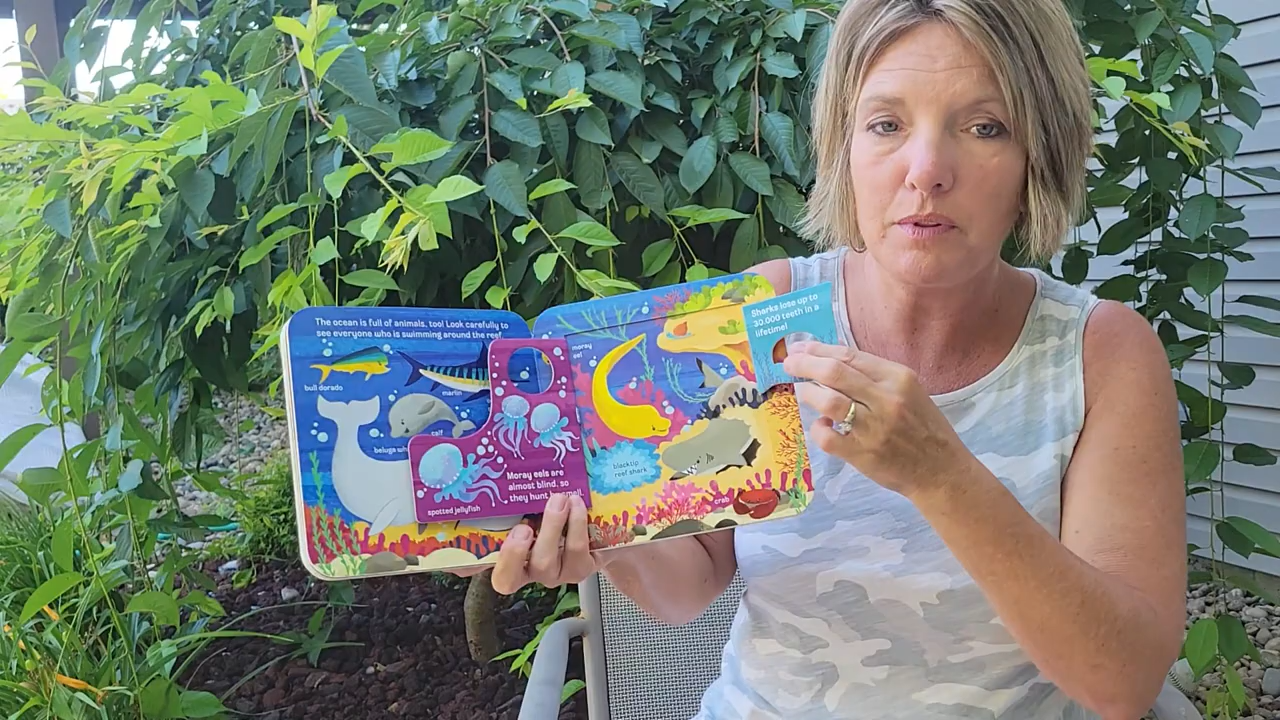 The ocean is full of animals, too! Look carefully to
see everyone who is swimming around the reef
bull dorado
marlin
calf
beluga wh
spotted jellyfish
Moray eels are
almost blind, so
they hunt by smell.
moray
eel
blacktip
reef shark
crab
Sharks lose up to
30,000 teeth in a
lifetime!